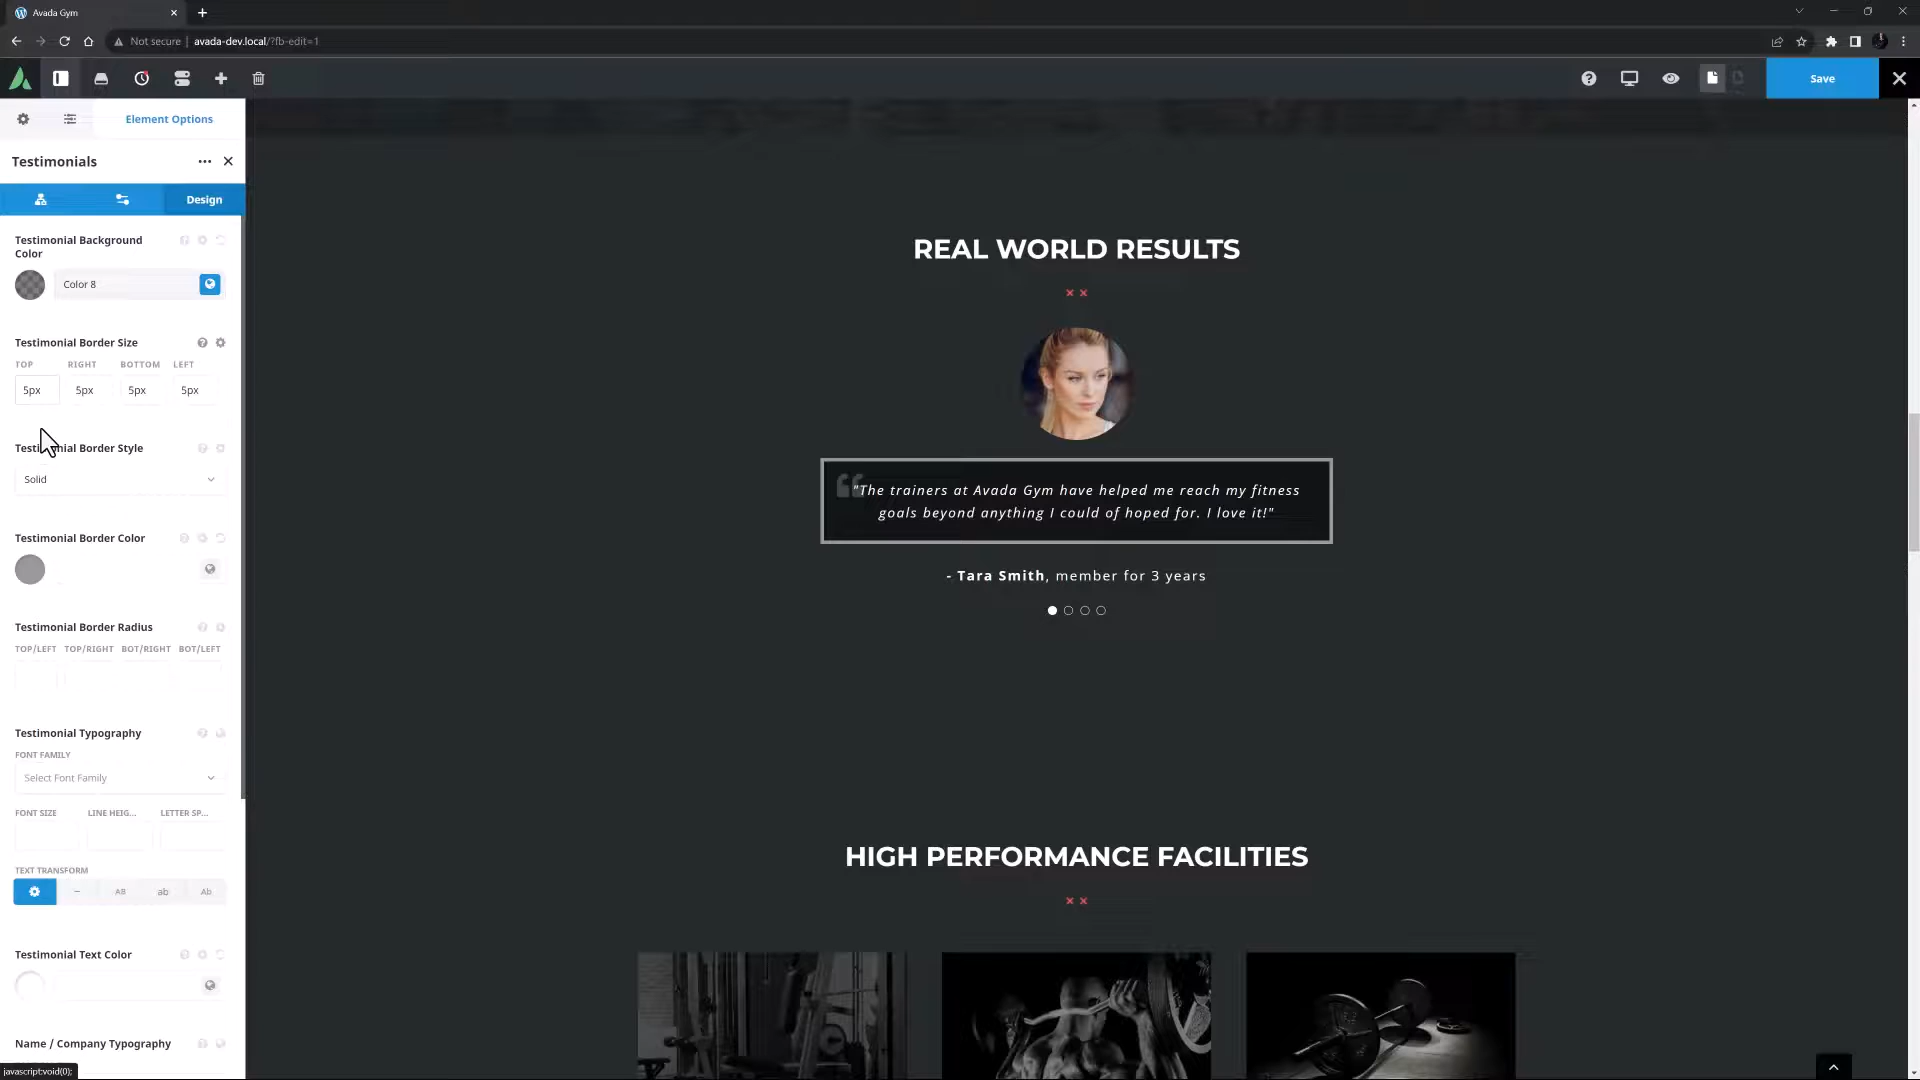 Avada Gym
Not secure
avada-dev.local/?fb-edit=1
Save
Element Options
Testimonials
Design
Testimonial Background
Color
Color 8
Testimonial Border Size
TOP RIGHT BOTTOM LEFT
5px 5px 5px 5px
Testimonial Border Style
Solid
Testimonial Border Color
Testimonial Border Radius
TOP/LEFT TOP/RIGHT BOT/RIGHT BOT/LEFT
Testimonial Typography
FONT FAMILY
Select Font Family
FONT SIZE LINE HEIG... LETTER SP...
TEXT TRANSFORM
– AB ab Ab
Testimonial Text Color
Name / Company Typography
javascript:void(0);
REAL WORLD RESULTS
"The trainers at Avada Gym have helped me reach my fitness
goals beyond anything I could of hoped for. I love it!"
- Tara Smith, member for 3 years
HIGH PERFORMANCE FACILITIES